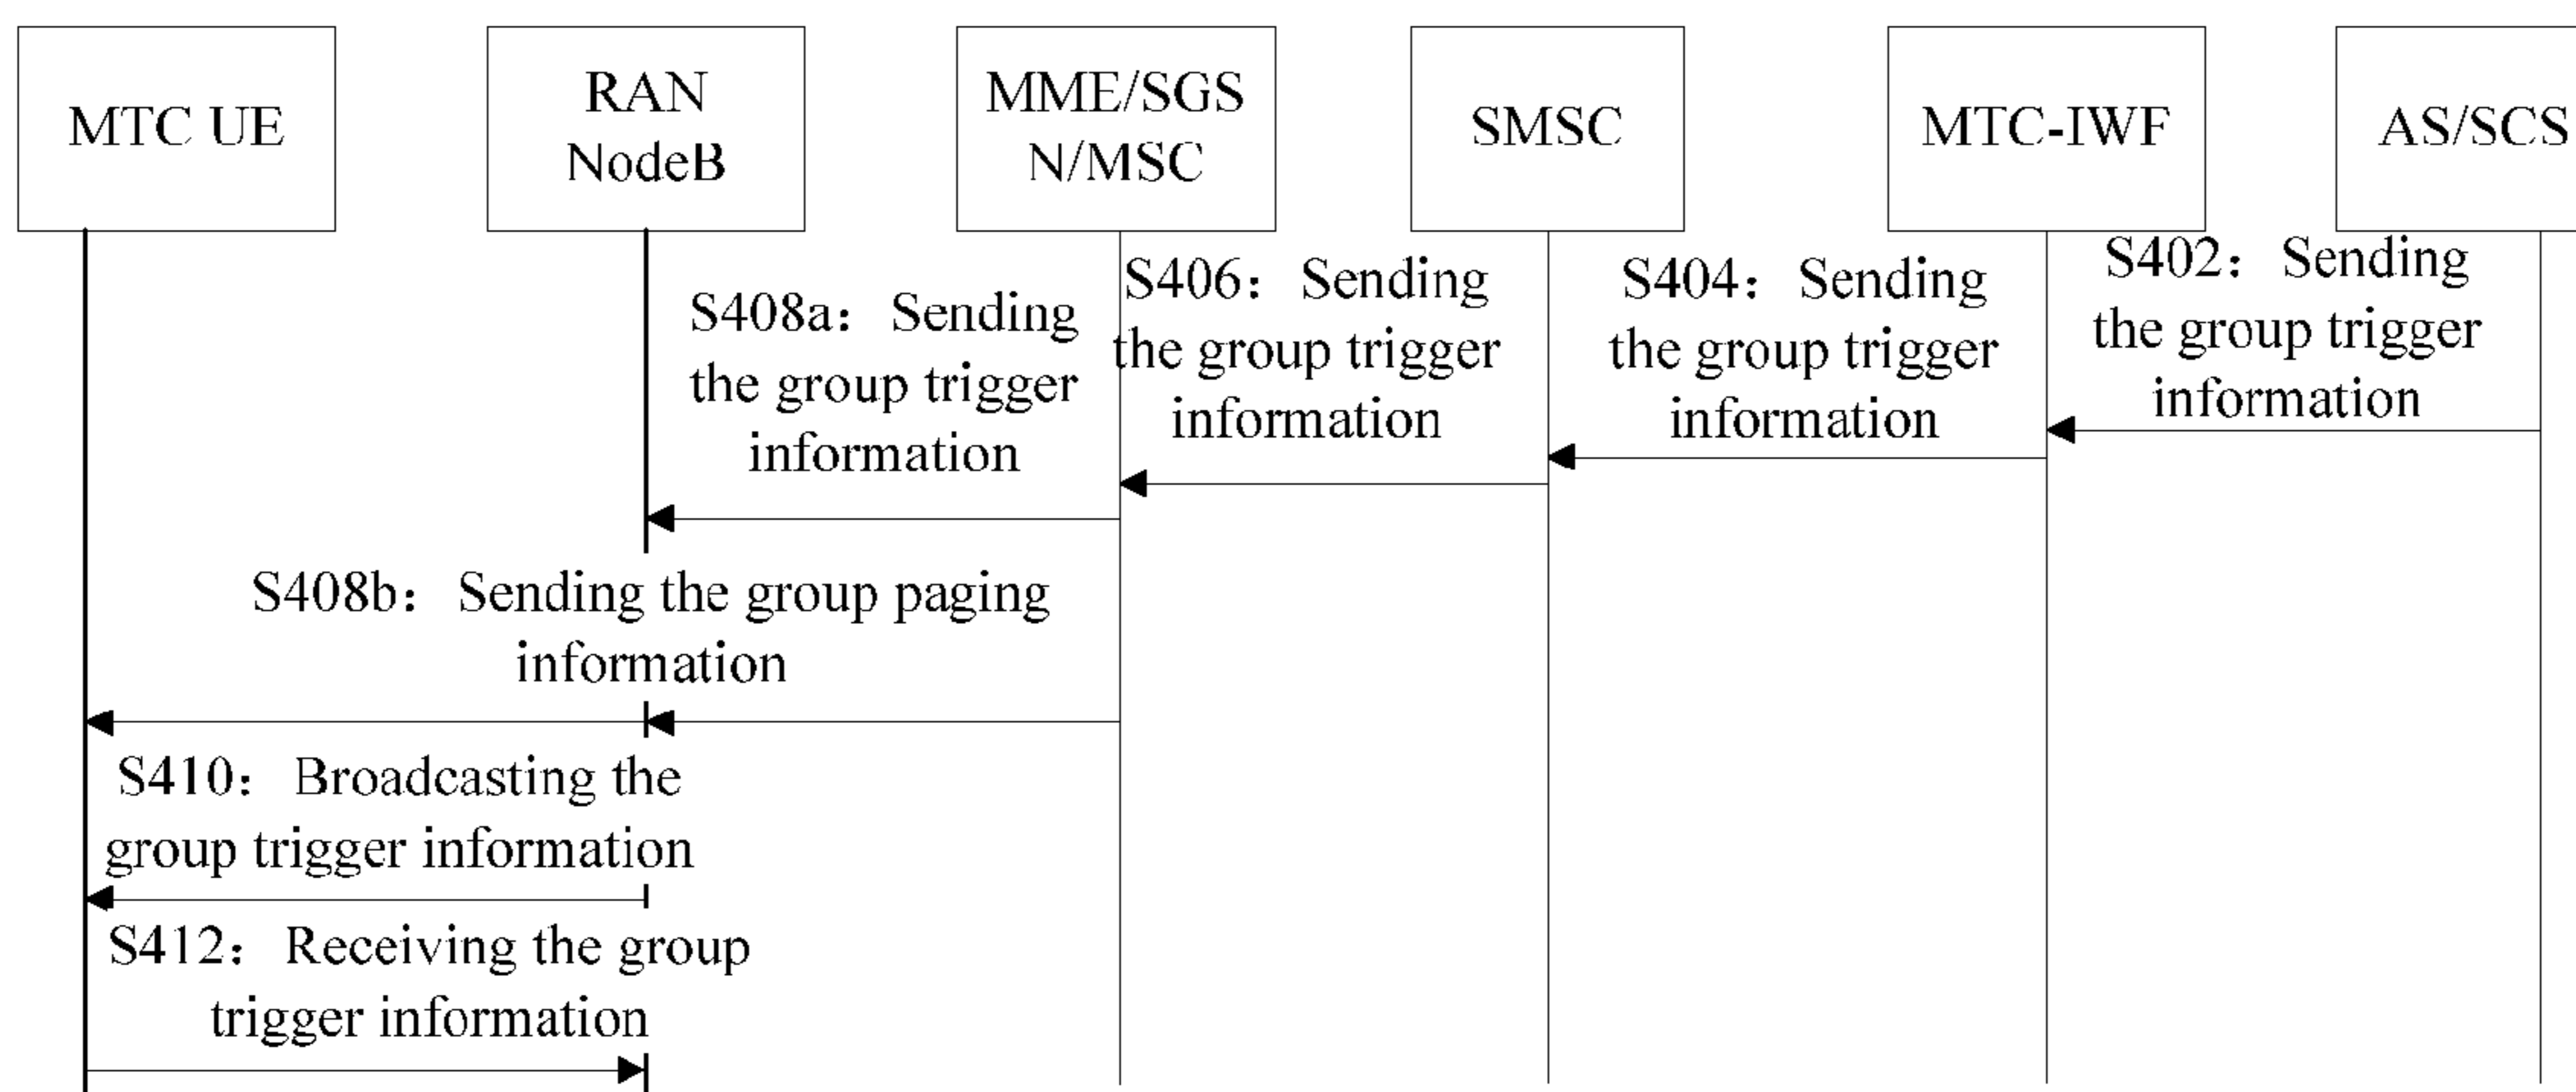 MTC UE
RAN
NodeB
MME/SGS
N/MSC
SMSC
MTC-IWF
AS/SCS
S402： Sending
the group trigger
information
S404： Sending
the group trigger
information
S406： Sending
the group trigger
information
S408a： Sending
the group trigger
information
S408b： Sending the group paging
information
S410： Broadcasting the
group trigger information
S412： Receiving the group
trigger information